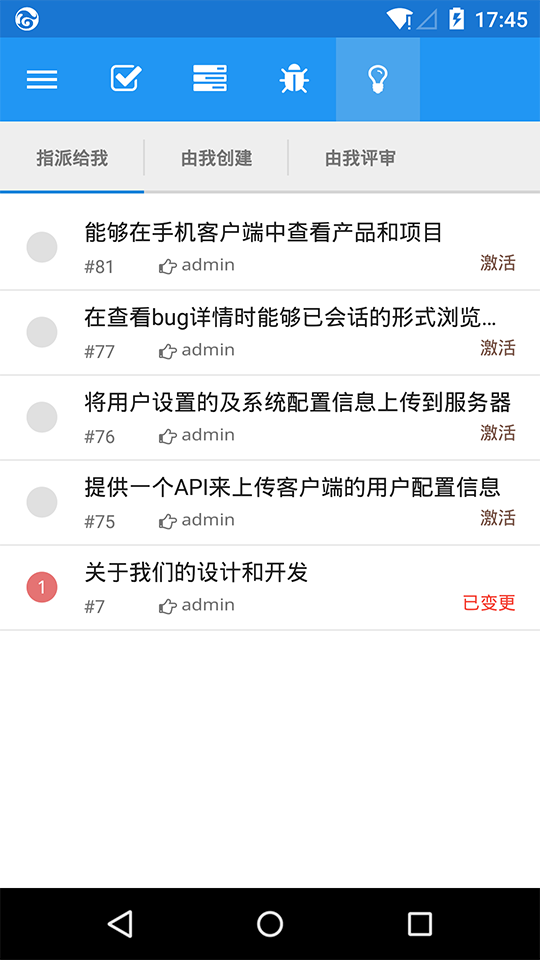 17:45
指派给我 由我创建 由我评审
能够在手机客户端中查看产品和项目
#81 admin 激活
在查看bug详情时能够已会话的形式浏览...
#77 admin 激活
将用户设置的及系统配置信息上传到服务器
#76 admin 激活
提供一个API来上传客户端的用户配置信息
#75 admin 激活
1 关于我们的设计和开发
#7 admin 已变更